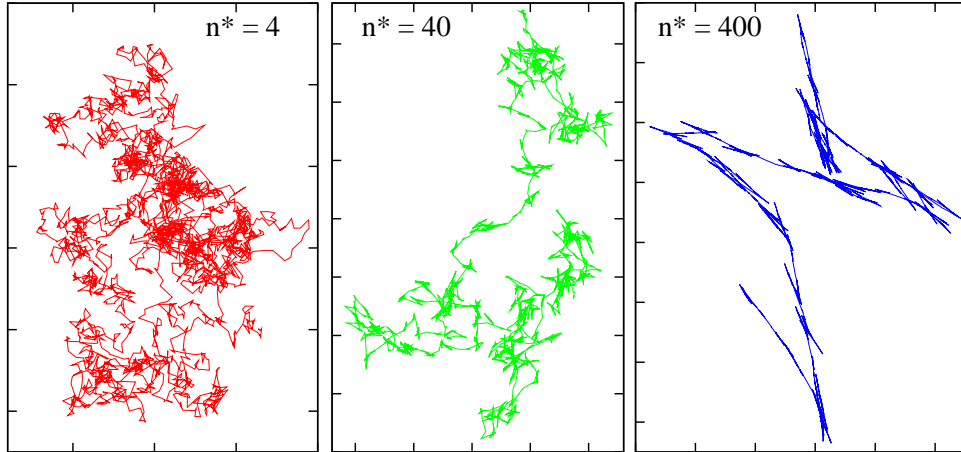 n* = 4
n* = 40
n* = 400